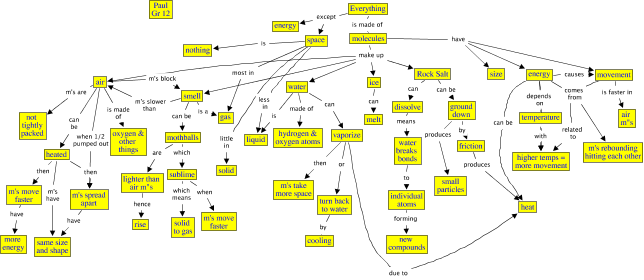 Paul
Gr 12
Everything
except
is made of
energy
space
molecules
is
nothing
have
make up
most in
air
m's block
smell
water
ice
Rock Salt
size
energy
causes
movement
m's are
m's slower
than
is made
of
can be
is a
gas
less
in
is
made of
can
can
can
can be
depends
on
comes
from
is faster in
not
tightly
packed
can
be
when 1/2
pumped out
oxygen &
other
things
mothballs
liquid
hydrogen &
oxygen atoms
vaporize
melt
dissolve
ground
down
can
be
temperature
air
m"s
means
produces
by
with
related
to
heated
are
which
little
in
then
or
water
breaks
bonds
friction
higher temps =
more movement
m's rebounding
hitting each other
then
m's
have
then
lighter than
air m"s
sublime
solid
m's take
more space
turn back
to water
to
small
particles
produces
m's move
faster
m's spread
apart
hence
which
means
when
by
individual
atoms
heat
have
have
rise
solid
to gas
m's move
faster
cooling
forming
more
energy
same size
and shape
new
compounds
due to